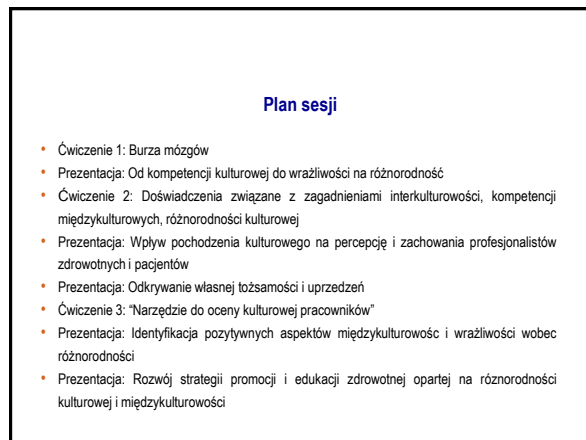 Plan sesji
• Ćwiczenie 1: Burza mózgów
• Prezentacja: Od kompetencji kulturowej do wrażliwości na różnorodność
• Ćwiczenie 2: Doświadczenia związane z zagadnieniami interkulturowości, kompetencji
międzykulturowych, różnorodności kulturowej
• Prezentacja: Wpływ pochodzenia kulturowego na percepcję i zachowania profesjonalistów
zdrowotnych i pacjentów
• Prezentacja: Odkrywanie własnej tożsamości i uprzedzeń
• Ćwiczenie 3: “Narzędzie do oceny kulturowej pracowników”
• Prezentacja: Identyfikacja pozytywnych aspektów międzykulturowośc i wrażliwości wobec
różnorodności
• Prezentacja: Rozwój strategii promocji i edukacji zdrowotnej opartej na róznorodności
kulturowej i międzykulturowości